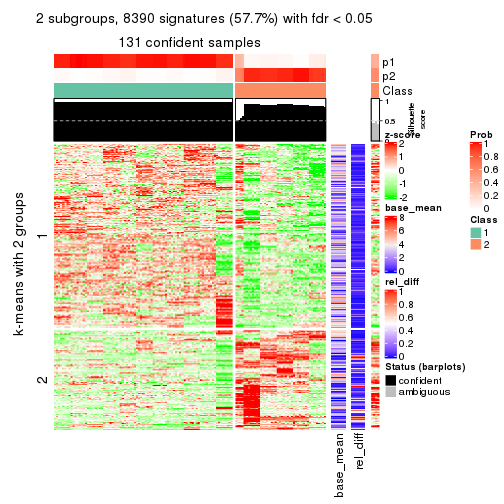 2 subgroups, 8390 signatures (57.7%) with fdr < 0.05
131 confident samples
p1
p2
Class
1
0.5
0
Silhouette
score
k-means with 2 groups
1
2
base_mean
rel_diff
z-score
2
1
0
-1
-2
base_mean
8
6
4
2
0
rel_diff
1
0.8
0.6
0.4
0.2
0
Prob
1
0.8
0.6
0.4
0.2
0
Class
1
2
Status (barplots)
confident
ambiguous